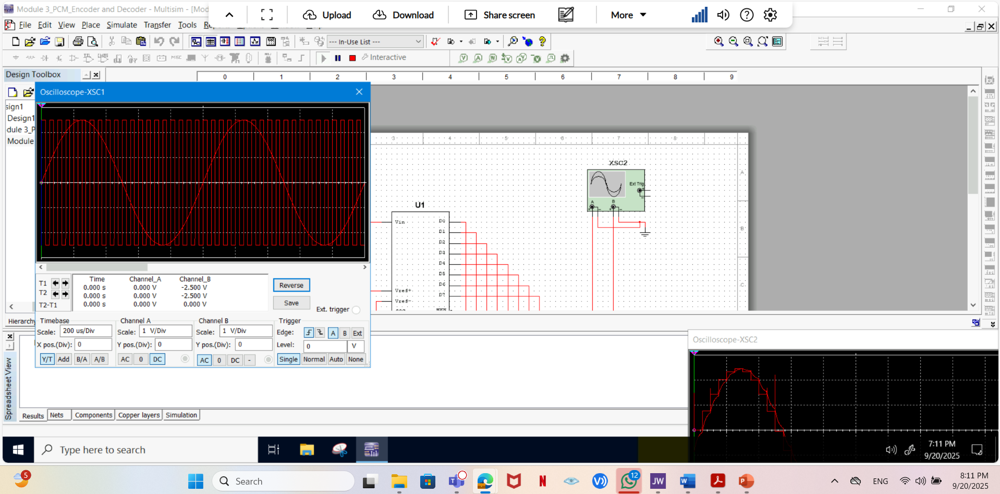 Module 3_PCM_Encoder and Decoder - Multisim - [Mod
Upload
Download
Share screen
More
File Edit View Place Simulate Transfer Tools
--- In-Use List ---
MISC
Interactive
Design Toolbox
0 1 2 3 4 5 6 7 8 9
Oscilloscope-XSC1
sign1
Design1
dule 3_P
Module
3 4 5 6 7 8
XSC2
Ext Trig
A B
A
B
C
U1
Vin
Vref+
Vref-
D0
D1
D2
D3
D4
D5
D6
D7
Time Channel_A Channel_B
T1 0.000 s 0.000 V -2.500 V
T2 0.000 s 0.000 V -2.500 V
T2-T1 0.000 s 0.000 V 0.000 V
Reverse
Save
Ext. trigger
Hierarchy
Timebase
Scale: 200 us/Div
X pos.(Div): 0
Y/T Add B/A A/B
Channel A
Scale: 1 V/Div
Y pos.(Div): 0
AC 0 DC
Channel B
Scale: 1 V/Div
Y pos.(Div): 0
AC 0 DC -
Trigger
Edge: A B Ext
Level: 0 V
Single Normal Auto None
Oscilloscope-XSC2
Spreadsheet View
Results Nets Components Copper layers Simulation
Type here to search
7:11 PM
9/20/2025
5
Search
12
JW
ENG
8:11 PM
9/20/2025